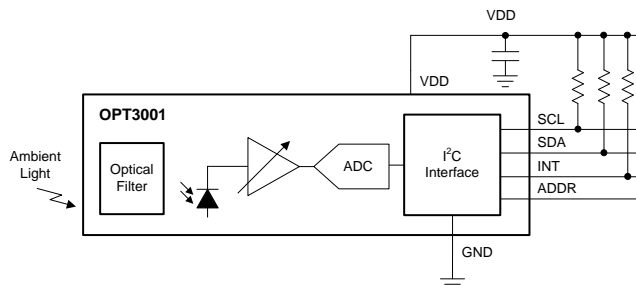 VDD
VDD
OPT3001
SCL
SDA
INT
ADDR
Ambient
Light
Optical
Filter
ADC
I²C
Interface
GND